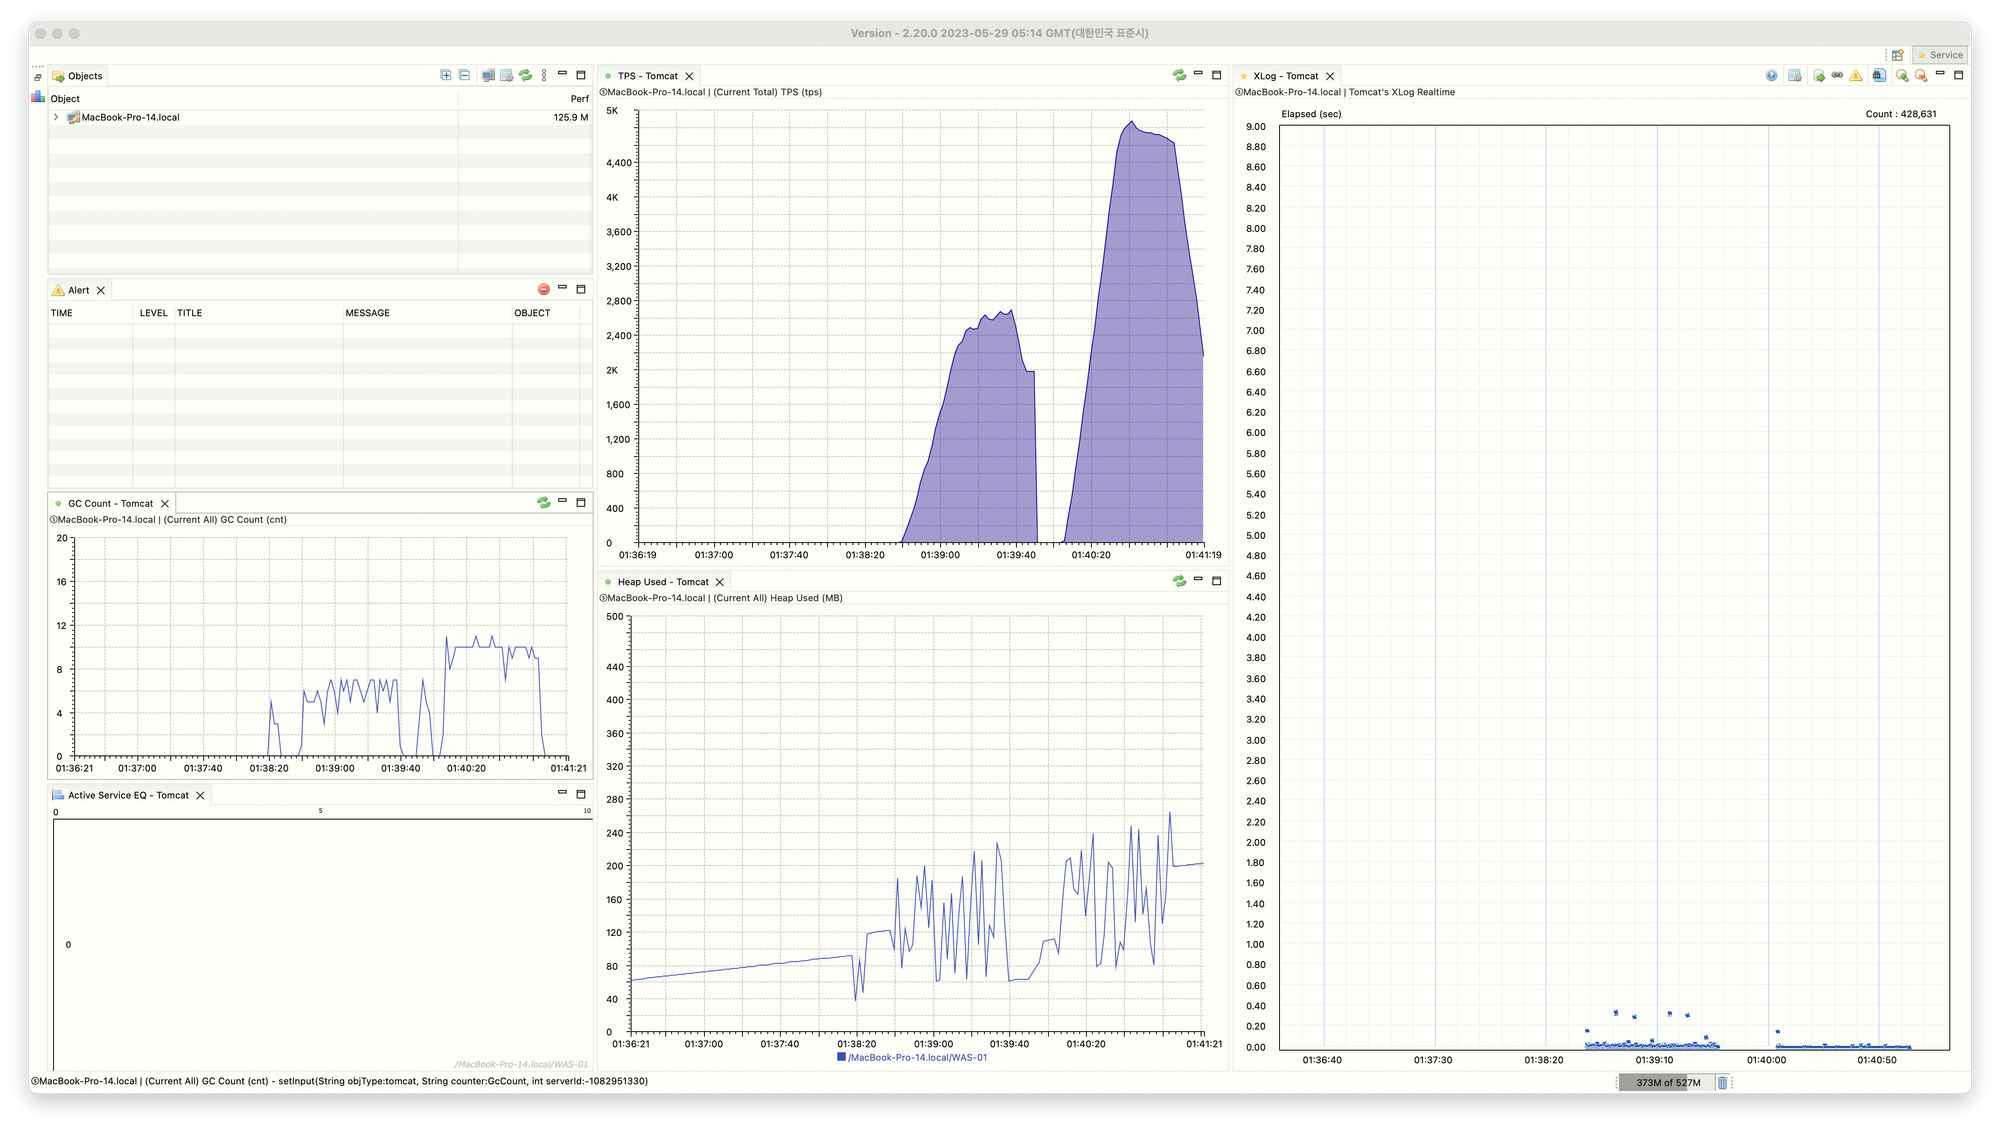 Version - 2.20.0 2023-05-29 05:14 GMT(대한민국 표준시)
Service
Objects
Object Perf
MacBook-Pro-14.local 125.9 M
Alert
TIME LEVEL TITLE MESSAGE OBJECT
GC Count - Tomcat
ⓢMacBook-Pro-14.local | (Current All) GC Count (cnt)
20
16
12
8
4
0
01:36:21 01:37:00 01:37:40 01:38:20 01:39:00 01:39:40 01:40:20 01:41:21
Active Service EQ - Tomcat
0 5 10
0
/MacBook-Pro-14.local/WAS-01
TPS - Tomcat
ⓢMacBook-Pro-14.local | (Current Total) TPS (tps)
5K
4,400
4K
3,600
3,200
2,800
2,400
2K
1,600
1,200
800
400
0
01:36:19 01:37:00 01:37:40 01:38:20 01:39:00 01:39:40 01:40:20 01:41:19
Heap Used - Tomcat
ⓢMacBook-Pro-14.local | (Current All) Heap Used (MB)
500
440
400
360
320
280
240
200
160
120
80
40
0
01:36:21 01:37:00 01:37:40 01:38:20 01:39:00 01:39:40 01:40:20 01:41:21
/MacBook-Pro-14.local/WAS-01
XLog - Tomcat
ⓢMacBook-Pro-14.local | Tomcat's XLog Realtime
Elapsed (sec) Count : 428,631
9.00
8.80
8.60
8.40
8.20
8.00
7.80
7.60
7.40
7.20
7.00
6.80
6.60
6.40
6.20
6.00
5.80
5.60
5.40
5.20
5.00
4.80
4.60
4.40
4.20
4.00
3.80
3.60
3.40
3.20
3.00
2.80
2.60
2.40
2.20
2.00
1.80
1.60
1.40
1.20
1.00
0.80
0.60
0.40
0.20
0.00
01:36:40 01:37:30 01:38:20 01:39:10 01:40:00 01:40:50
ⓢMacBook-Pro-14.local | (Current All) GC Count (cnt) - setInput(String objType:tomcat, String counter:GcCount, int serverId:-1082951330)
373M of 527M